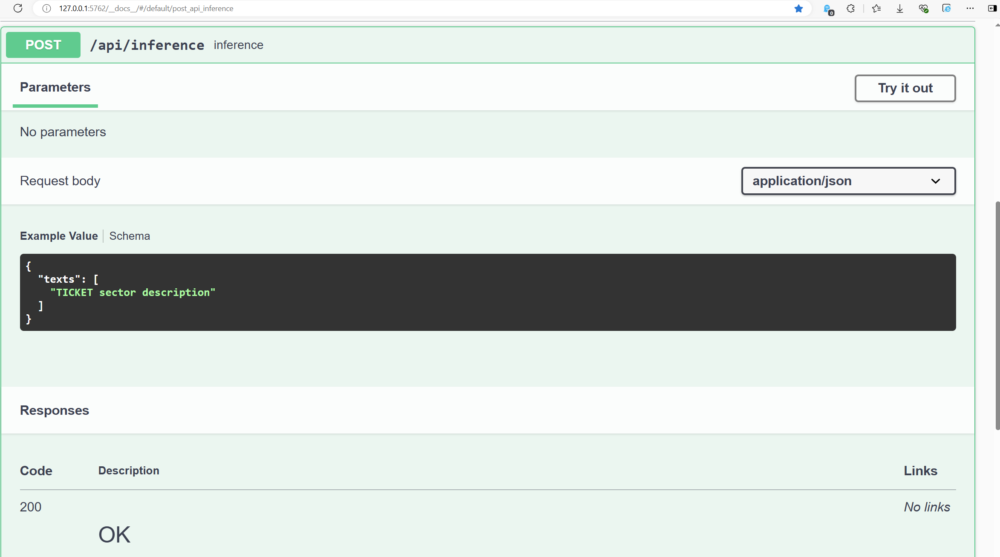 127.0.0.1:5762/__docs__/#/default/post_api_inference
0
POST /api/inference inference
Parameters
Try it out
No parameters
Request body
application/json
Example Value
Schema
{
  "texts": [
    "TICKET sector description"
  ]
}
Responses
Code Description Links
200 No links
OK